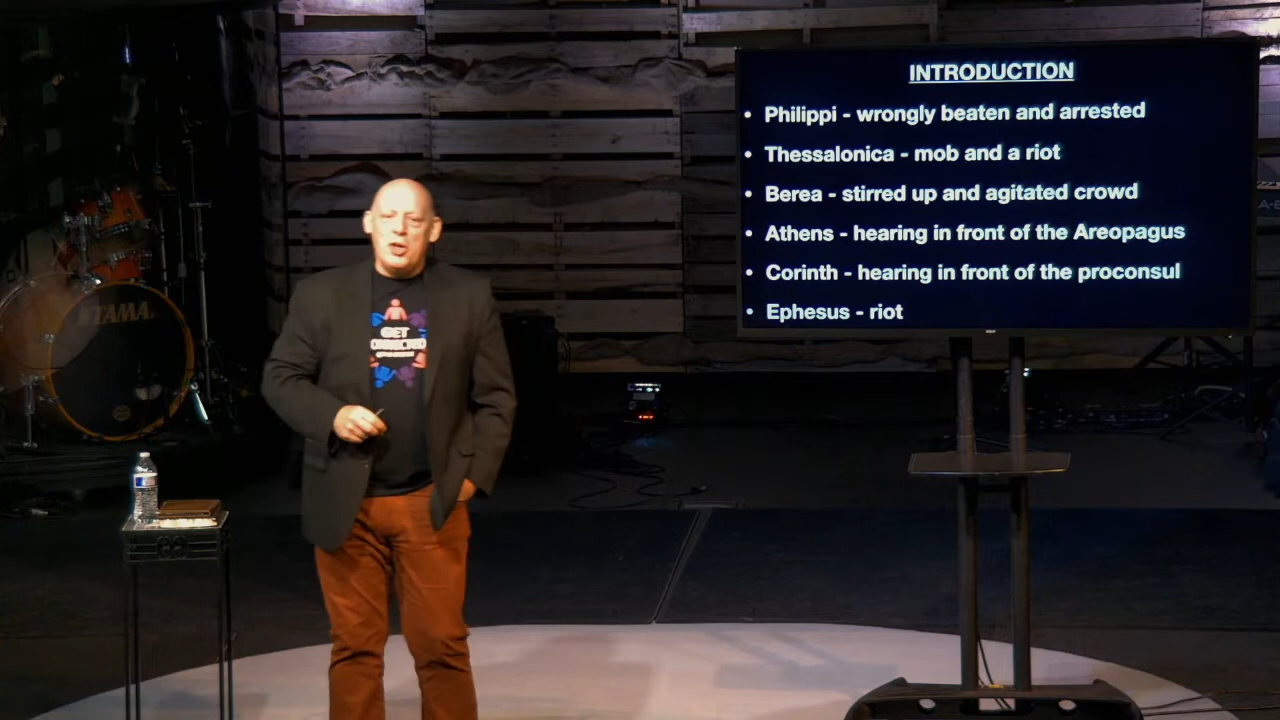 INTRODUCTION
• Philippi - wrongly beaten and arrested
• Thessalonica - mob and a riot
• Berea - stirred up and agitated crowd
• Athens - hearing in front of the Areopagus
• Corinth - hearing in front of the proconsul
• Ephesus - riot
TAMA
GET